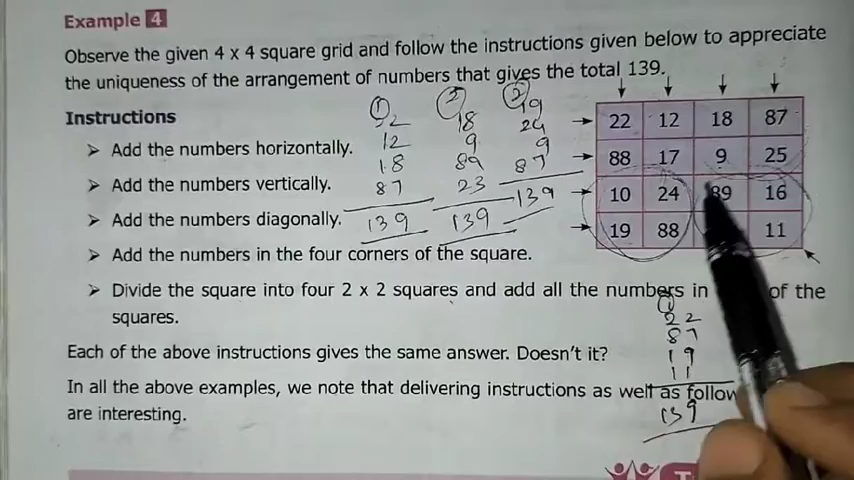 Example 4
Observe the given 4 x 4 square grid and follow the instructions given below to appreciate
the uniqueness of the arrangement of numbers that gives the total 139.
Instructions
➢ Add the numbers horizontally.
➢ Add the numbers vertically.
➢ Add the numbers diagonally.
➢ Add the numbers in the four corners of the square.
➢ Divide the square into four 2 x 2 squares and add all the numbers in of the
squares.
Each of the above instructions gives the same answer. Doesn't it?
In all the above examples, we note that delivering instructions as well as follow
are interesting.
1
22
12
18
87
139
18
9
89
23
139
2
19
24
9
87
139
22 12 18 87
88 17 9 25
10 24 89 16
19 88 11
1
22
87
19
11
139